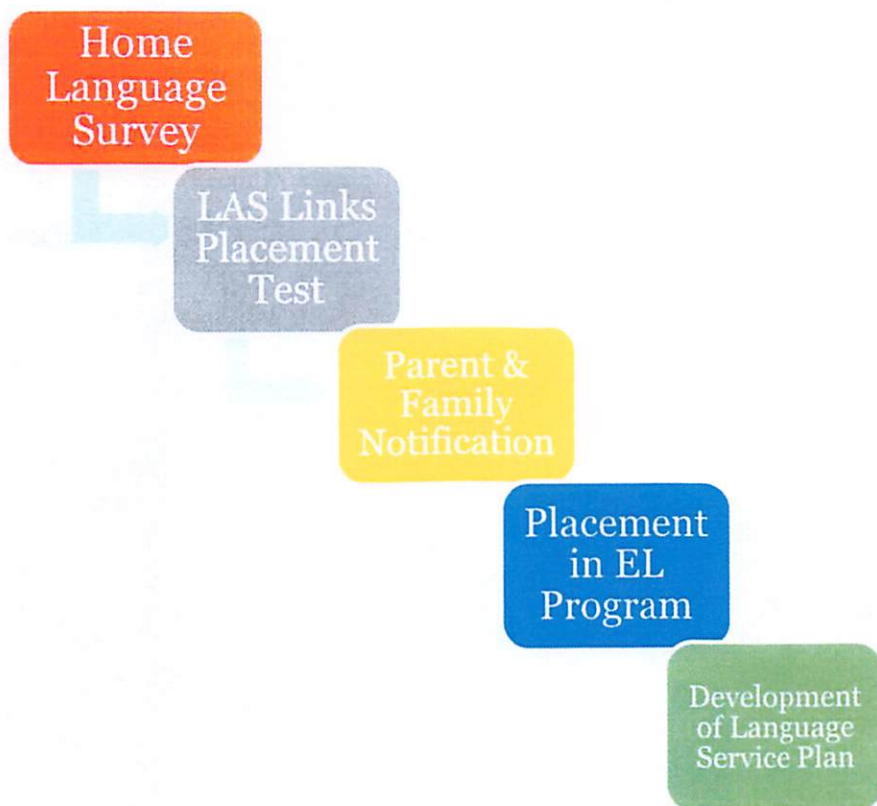 Home
Language
Survey
LAS Links
Placement
Test
Parent &
Family
Notification
Placement
in EL
Program
Development
of Language
Service Plan